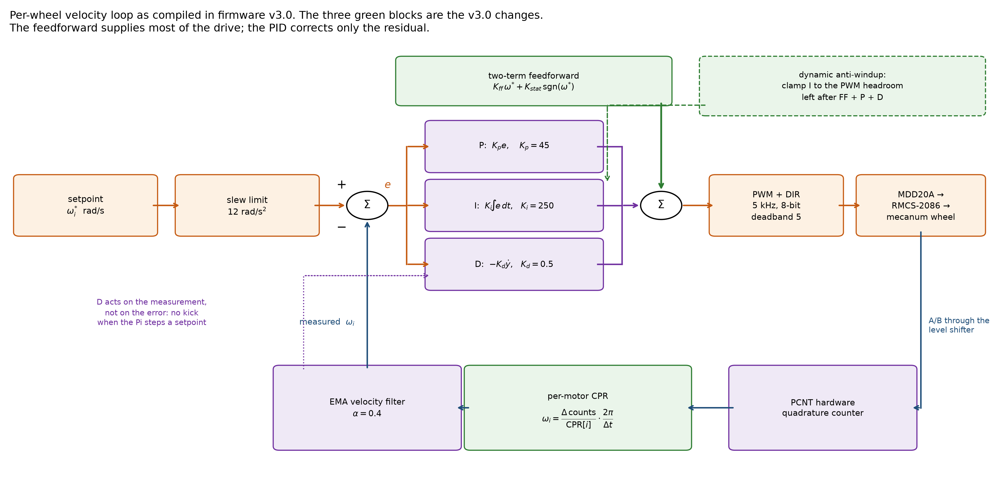 Per-wheel velocity loop as compiled in firmware v3.0. The three green blocks are the v3.0 changes.
The feedforward supplies most of the drive; the PID corrects only the residual.
two-term feedforward
K_ff ω* + K_stat sgn(ω*)
dynamic anti-windup:
clamp I to the PWM headroom
left after FF + P + D
P: K_p e, K_p = 45
setpoint
ω_i* rad/s
slew limit
12 rad/s²
+
−
Σ
e
I: K_i∫e dt, K_i = 250
Σ
PWM + DIR
5 kHz, 8-bit
deadband 5
MDD20A →
RMCS-2086 →
mecanum wheel
D: −K_d ẏ, K_d = 0.5
D acts on the measurement,
not on the error: no kick
when the Pi steps a setpoint
measured ω_i
A/B through the
level shifter
EMA velocity filter
α = 0.4
per-motor CPR
ω_i = Δ counts / CPR[i] · 2π / Δt
PCNT hardware
quadrature counter